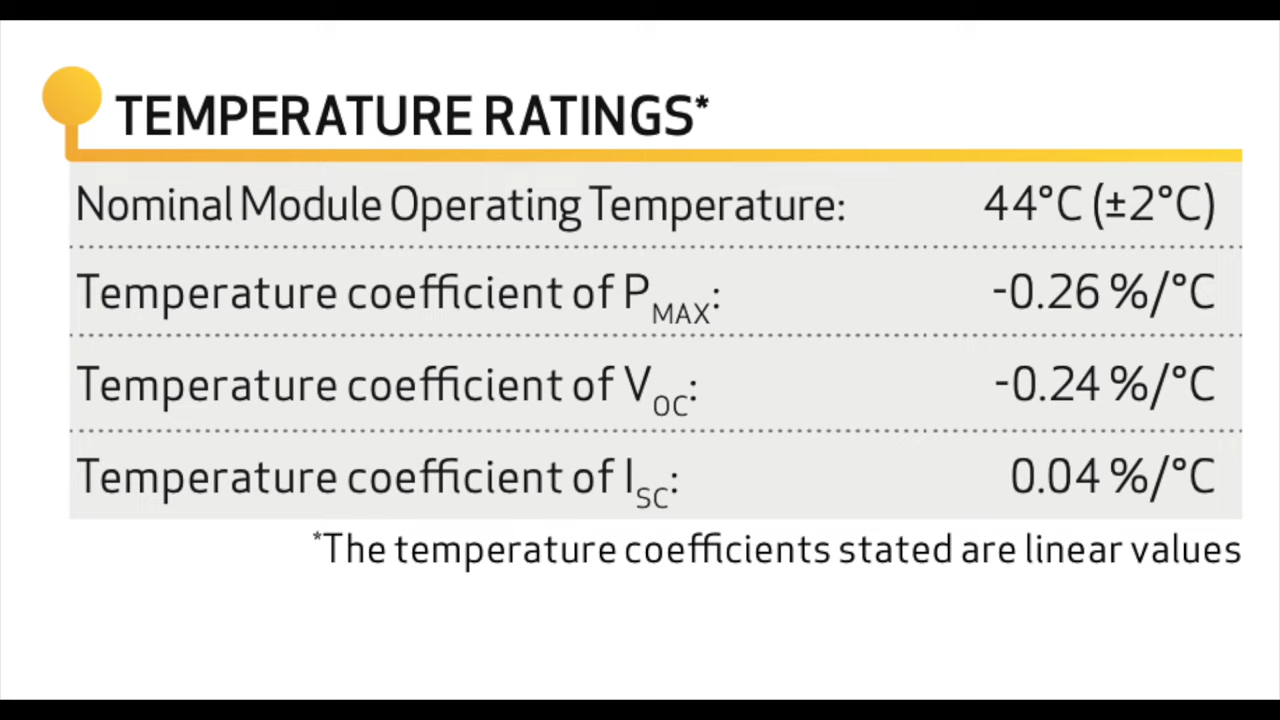 TEMPERATURE RATINGS*
Nominal Module Operating Temperature: 44°C (±2°C)
Temperature coefficient of PMAX: -0.26 %/°C
Temperature coefficient of VOC: -0.24 %/°C
Temperature coefficient of ISC: 0.04 %/°C
*The temperature coefficients stated are linear values